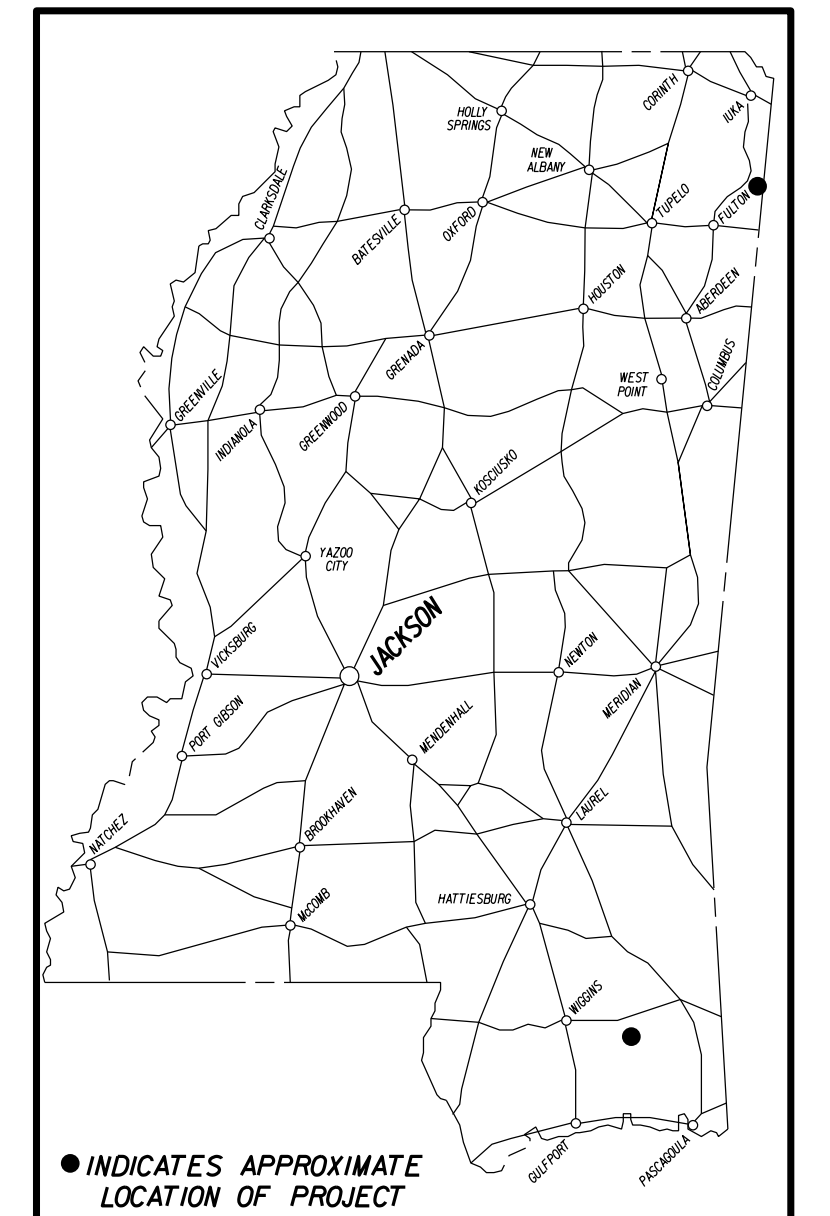 CORINTH
IUKA
HOLLY
SPRINGS
NEW
ALBANY
CLARKSDALE
BATESVILLE
OXFORD
TUPELO
FULTON
HOUSTON
ABERDEEN
GRENADA
WEST
POINT
COLUMBUS
GREENVILLE
INDIANOLA
GREENWOOD
KOSCIUSKO
YAZOO
CITY
JACKSON
VICKSBURG
NEWTON
MERIDIAN
PORT GIBSON
MENDENHALL
NATCHEZ
BROOKHAVEN
LAUREL
McCOMB
HATTIESBURG
WIGGINS
GULFPORT
PASCAGOULA
INDICATES APPROXIMATE
LOCATION OF PROJECT